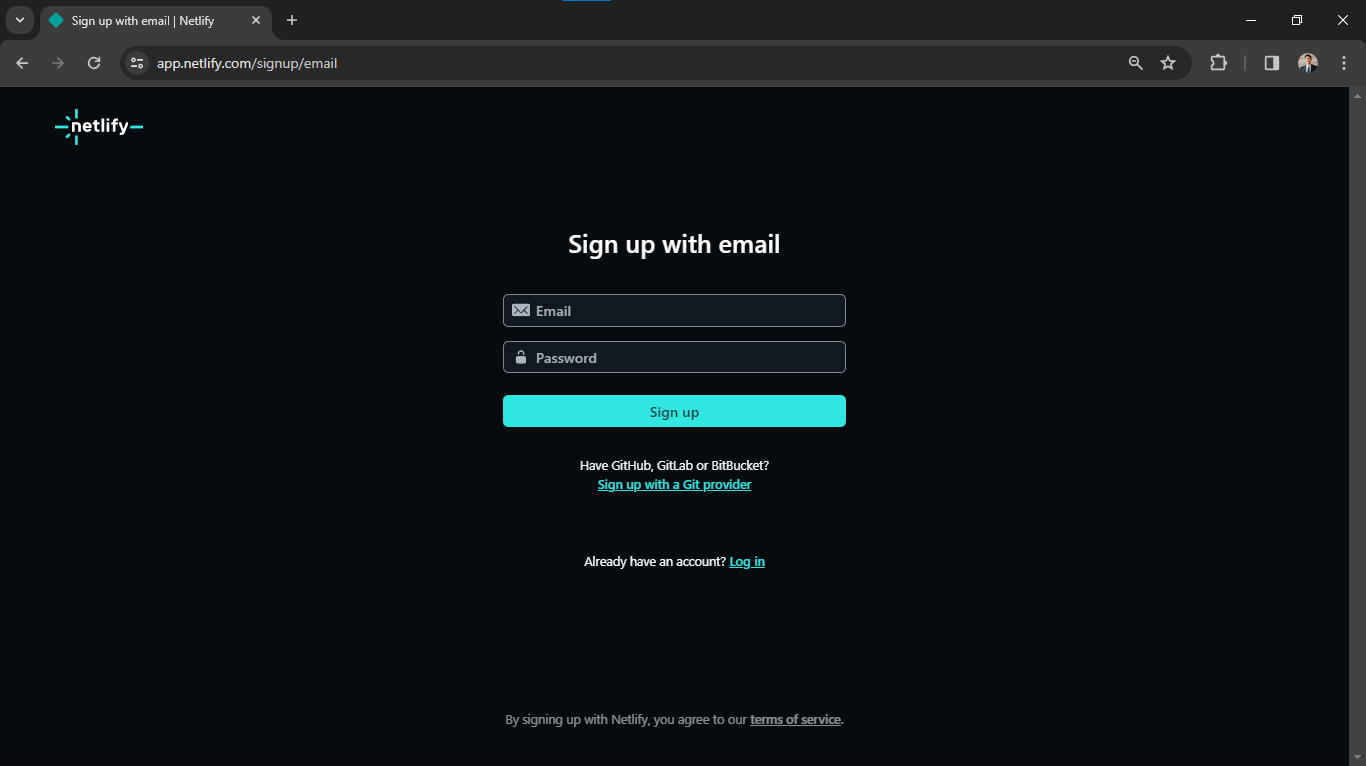 Sign up with email | Netlify
app.netlify.com/signup/email
netlify
Sign up with email
Email
Password
Sign up
Have GitHub, GitLab or BitBucket?
Sign up with a Git provider
Already have an account? Log in
By signing up with Netlify, you agree to our terms of service.